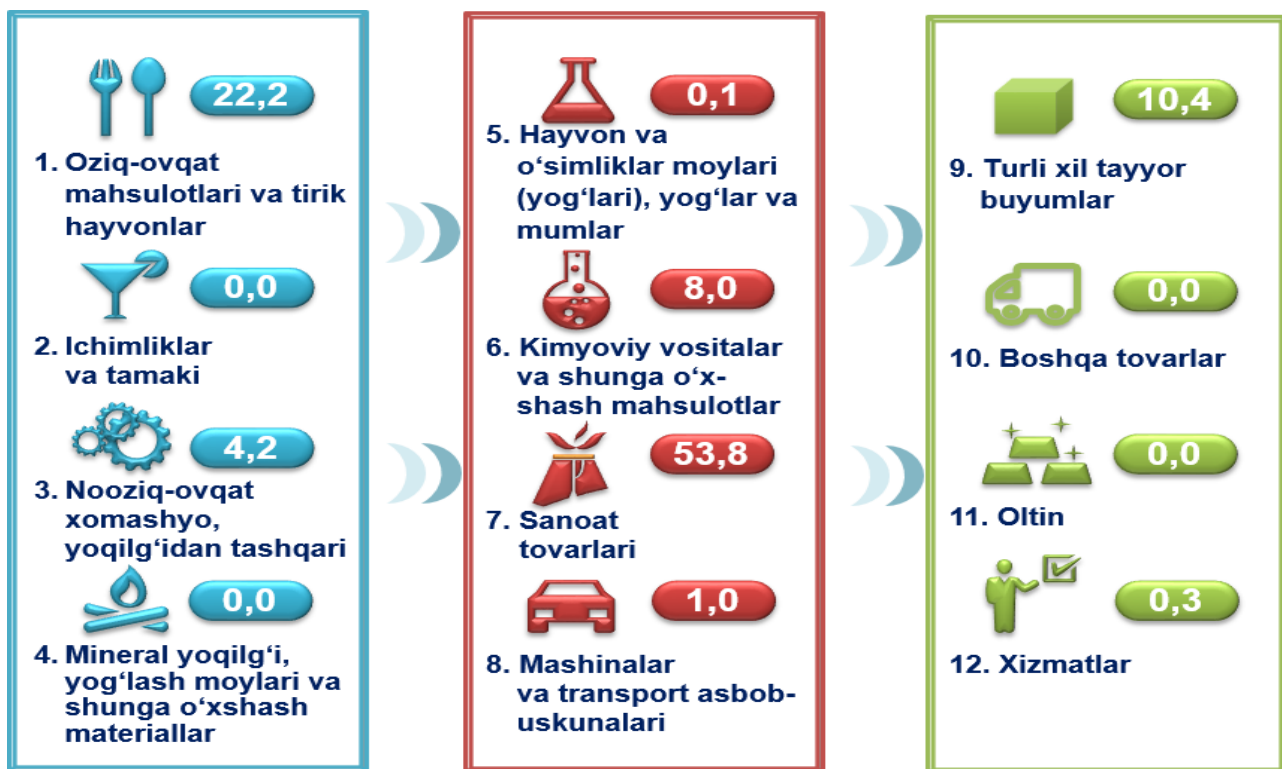 22,2
1. Oziq-ovqat
mahsulotlari va tirik
hayvonlar
0,0
2. Ichimliklar
va tamaki
4,2
3. Nooziq-ovqat
xomashyo,
yoqilg‘idan tashqari
0,0
4. Mineral yoqilg‘i,
yog‘lash moylari va
shunga o‘xshash
materiallar
0,1
5. Hayvon va
o‘simliklar moylari
(yog‘lari), yog‘lar va
mumlar
8,0
6. Kimyoviy vositalar
va shunga o‘x-
shash mahsulotlar
53,8
7. Sanoat
tovarlari
1,0
8. Mashinalar
va transport asbob-
uskunalari
10,4
9. Turli xil tayyor
buyumlar
0,0
10. Boshqa tovarlar
0,0
11. Oltin
0,3
12. Xizmatlar